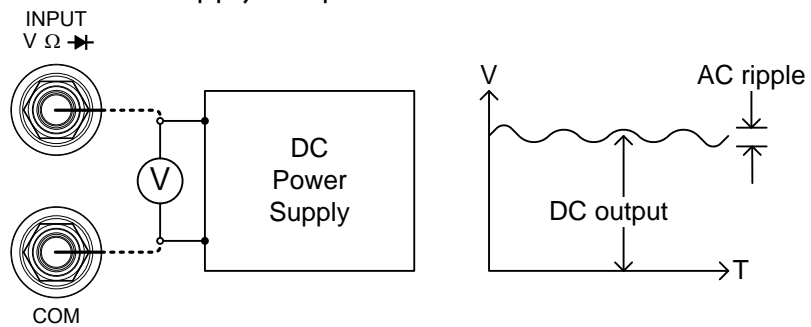 INPUT
V Ω
COM
V
DC
Power
Supply
V
AC ripple
DC output
T